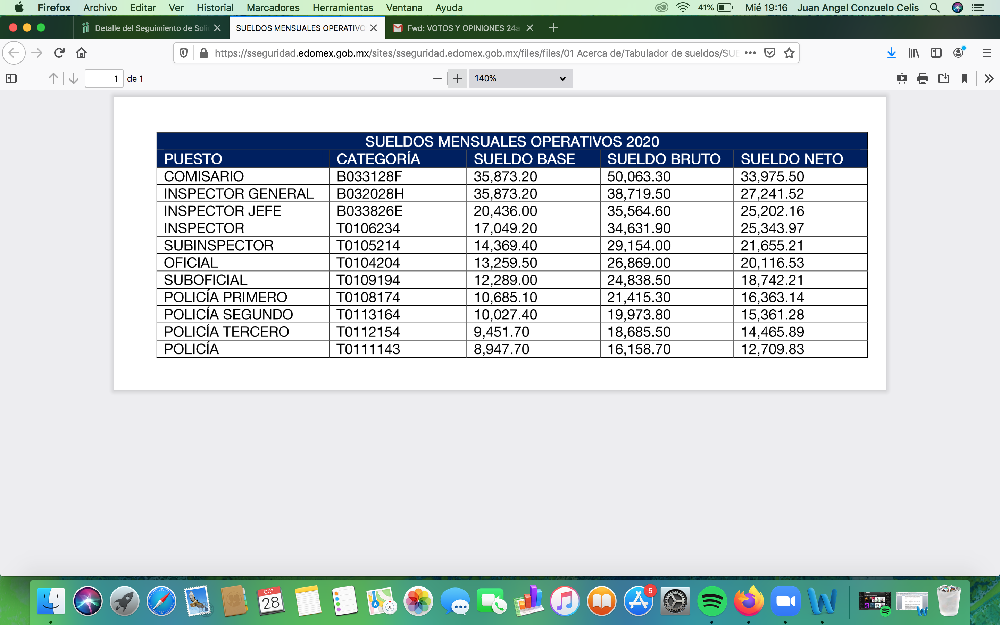 Firefox Archivo Editar Ver Historial Marcadores Herramientas Ventana Ayuda 41% Mié 19:16 Juan Angel Conzuelo Celis
Detalle del Seguimiento de Solic SUELDOS MENSUALES OPERATIVO Fwd: VOTOS Y OPINIONES 24a
https://sseguridad.edomex.gob.mx/sites/sseguridad.edomex.gob.mx/files/files/01 Acerca de/Tabulador de sueldos/SUE
1 de 1 140%
SUELDOS MENSUALES OPERATIVOS 2020
PUESTO CATEGORÍA SUELDO BASE SUELDO BRUTO SUELDO NETO
COMISARIO B033128F 35,873.20 50,063.30 33,975.50
INSPECTOR GENERAL B032028H 35,873.20 38,719.50 27,241.52
INSPECTOR JEFE B033826E 20,436.00 35,564.60 25,202.16
INSPECTOR T0106234 17,049.20 34,631.90 25,343.97
SUBINSPECTOR T0105214 14,369.40 29,154.00 21,655.21
OFICIAL T0104204 13,259.50 26,869.00 20,116.53
SUBOFICIAL T0109194 12,289.00 24,838.50 18,742.21
POLICÍA PRIMERO T0108174 10,685.10 21,415.30 16,363.14
POLICÍA SEGUNDO T0113164 10,027.40 19,973.80 15,361.28
POLICÍA TERCERO T0112154 9,451.70 18,685.50 14,465.89
POLICÍA T0111143 8,947.70 16,158.70 12,709.83
OCT
28
3D
5